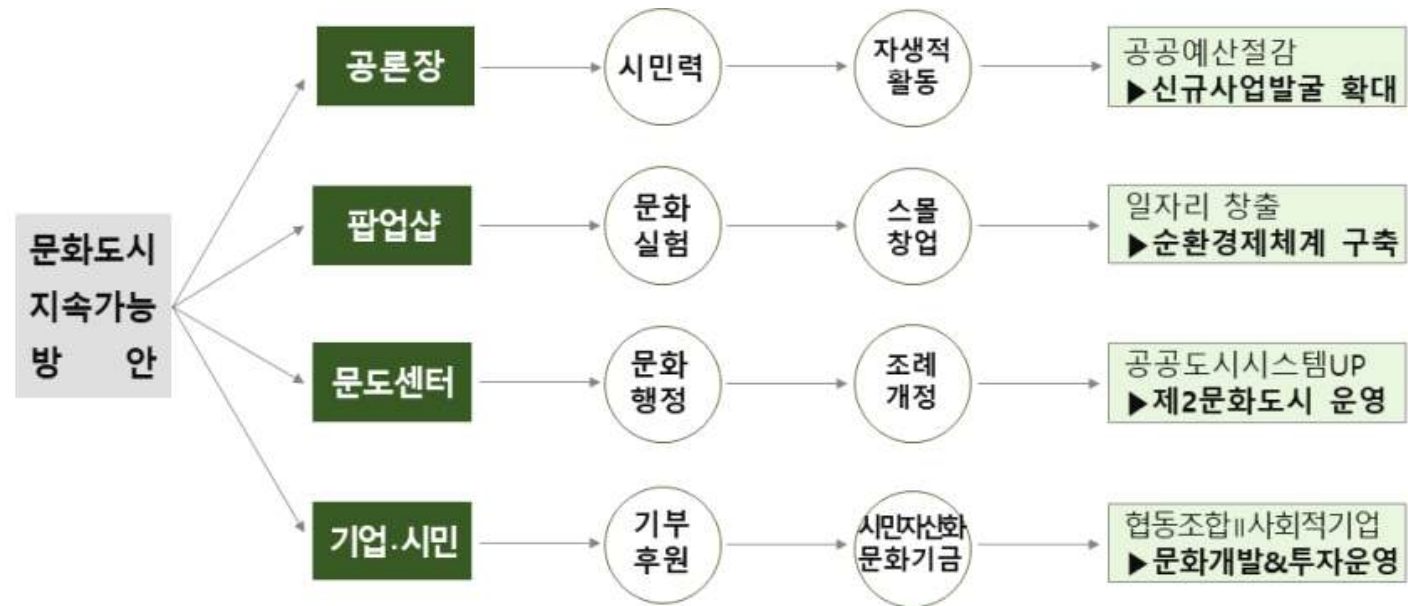 문화도시
지속가능
방 안
공론장
시민력
자생적
활동
공공예산절감
▶신규사업발굴 확대
팝업샵
문화
실험
스몰
창업
일자리 창출
▶순환경제체계 구축
문도센터
문화
행정
조례
개정
공공도시시스템UP
▶제2문화도시 운영
기업.시민
기부
후원
시민자산화
문화기금
협동조합॥사회적기업
▶문화개발&투자운영